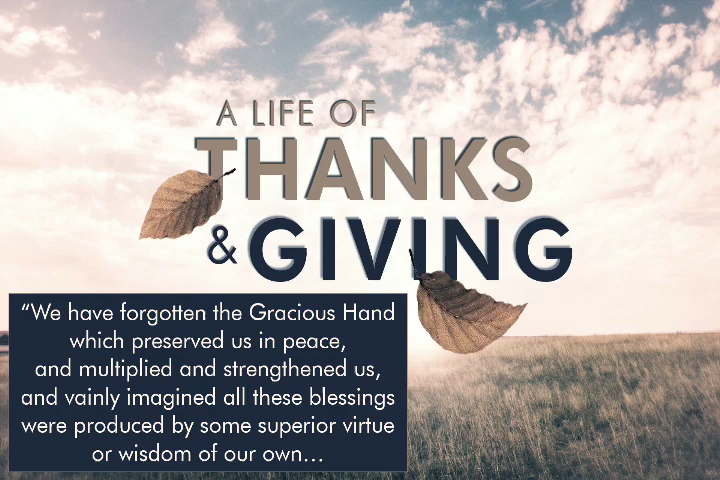 A LIFE OF
THANKS
& GIVING
“We have forgotten the Gracious Hand
which preserved us in peace,
and multiplied and strengthened us,
and vainly imagined all these blessings
were produced by some superior virtue
or wisdom of our own...